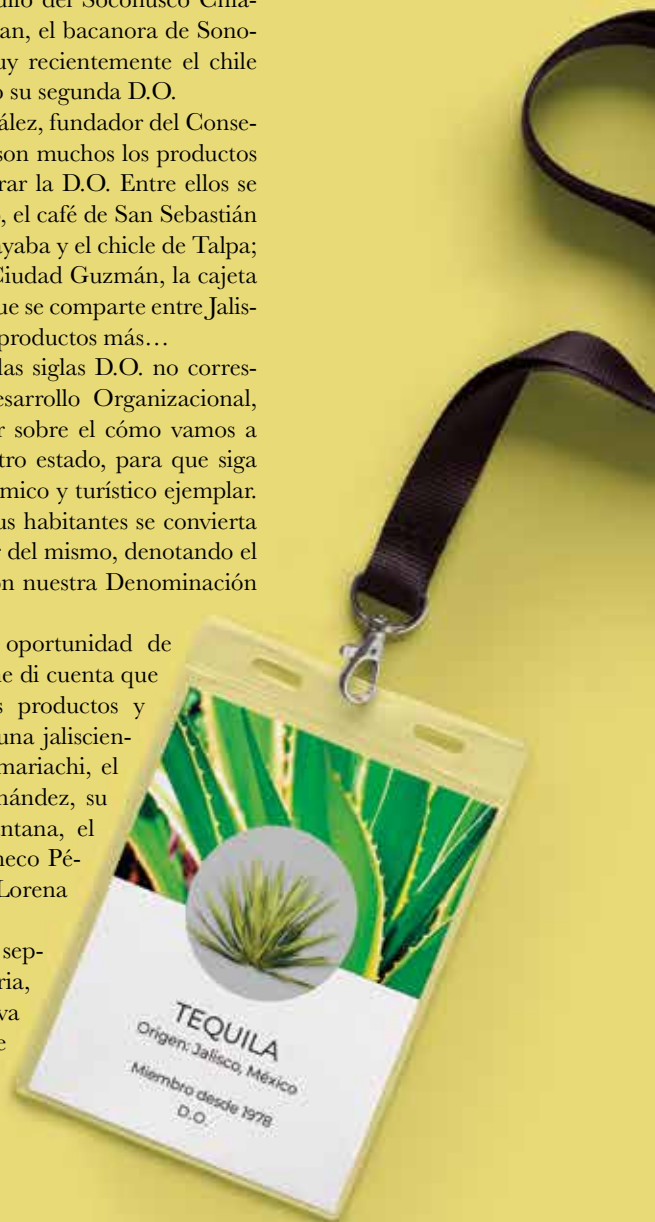 Soconusco Chia-
an, el bacanora de Sono-
uy recientemente el chile
o su segunda D.O.
ález, fundador del Conse-
son muchos los productos
rar la D.O. Entre ellos se
, el café de San Sebastián
ayaba y el chicle de Talpa;
Ciudad Guzmán, la cajeta
ue se comparte entre Jalis-
productos más…
las siglas D.O. no corres-
esarrollo Organizacional,
r sobre el cómo vamos a
tro estado, para que siga
mico y turístico ejemplar.
us habitantes se convierta
r del mismo, denotando el
on nuestra Denominación
oportunidad de
e di cuenta que
s productos y
una jaliscien-
mariachi, el
nández, su
ntana, el
neco Pé-
Lorena
sep-
ria,
va
e
TEQUILA
Origen: Jalisco, México
Miembro desde 1978
D.O.